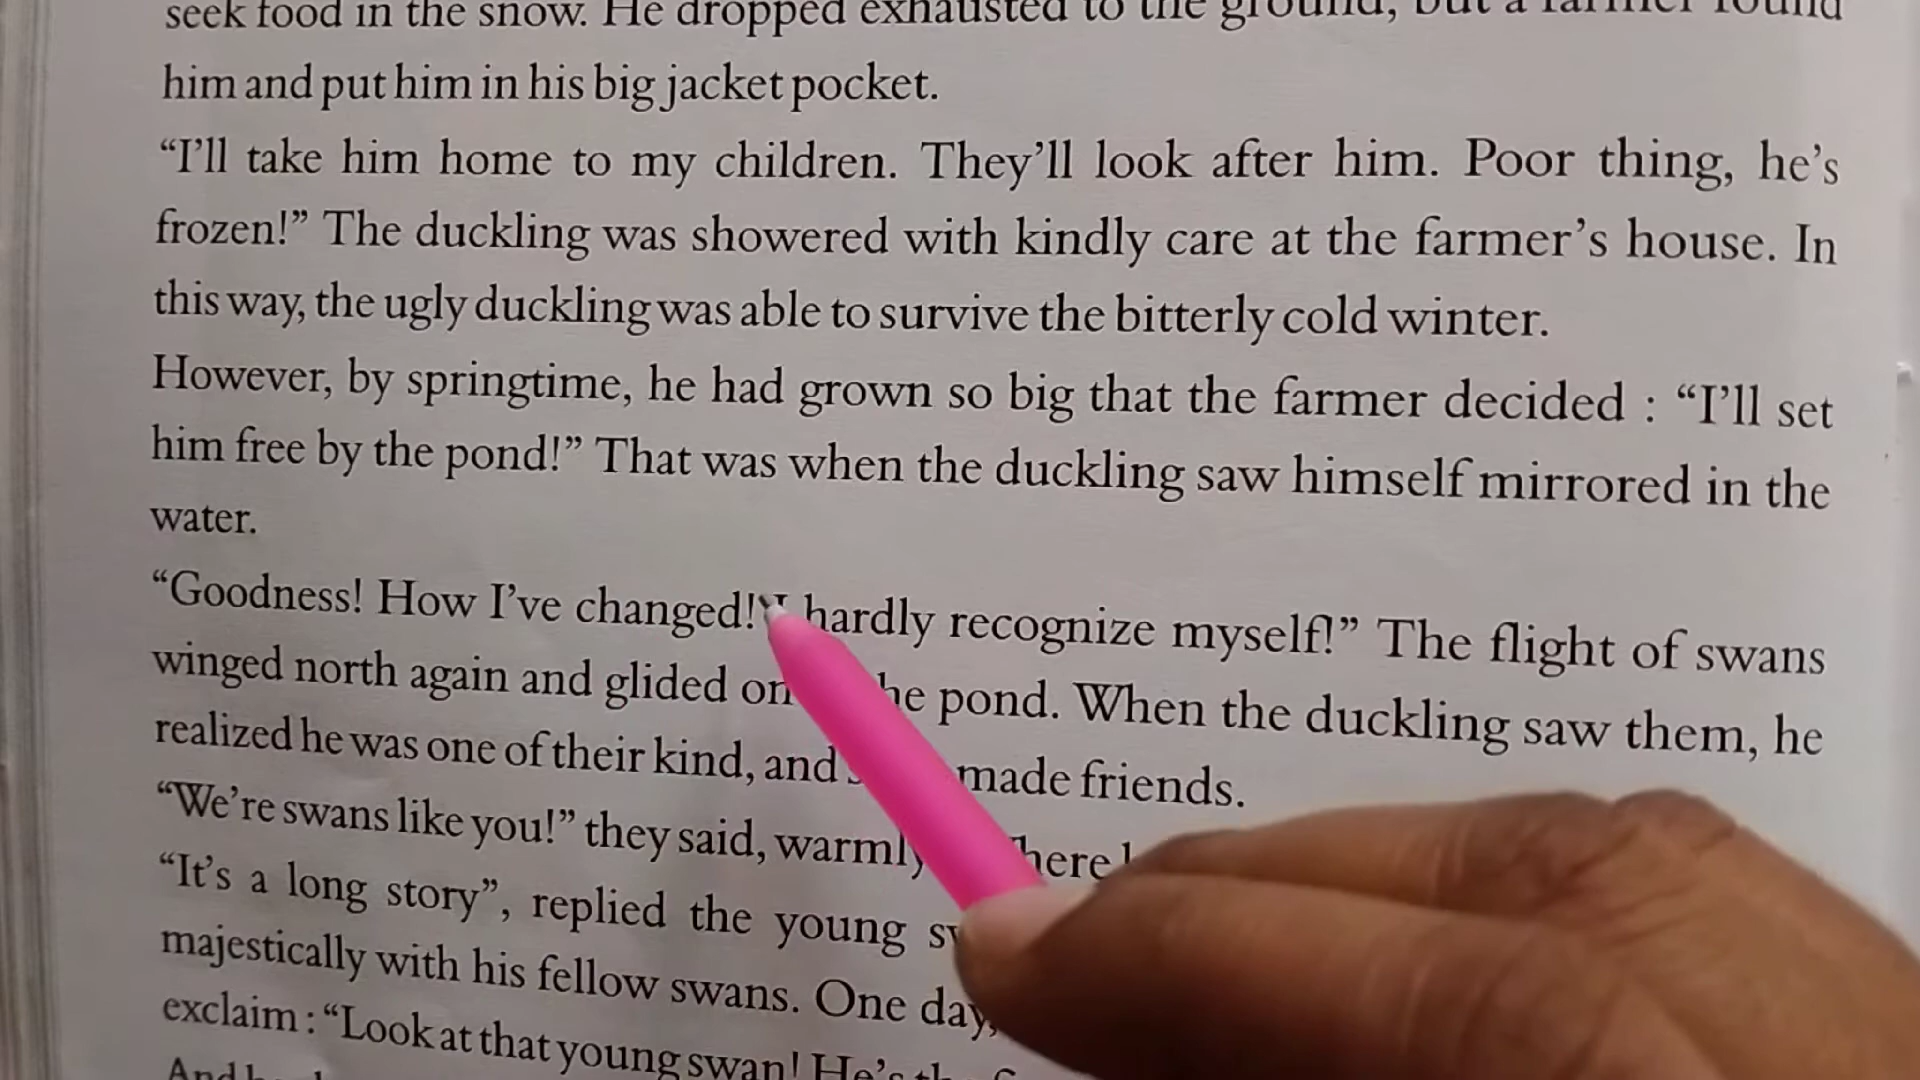 seek food in the snow. He dropped exhausted to the ground, but a farmer found
him and put him in his big jacket pocket.
“I’ll take him home to my children. They’ll look after him. Poor thing, he’s
frozen!” The duckling was showered with kindly care at the farmer’s house. In
this way, the ugly duckling was able to survive the bitterly cold winter.
However, by springtime, he had grown so big that the farmer decided : “I’ll set
him free by the pond!” That was when the duckling saw himself mirrored in the
water.
“Goodness! How I’ve changed! I hardly recognize myself!” The flight of swans
winged north again and glided the pond. When the duckling saw them, he
realized he was one of their kind, and made friends.
“We’re swans like you!” they said, warmly
“It’s a long story”, replied the young
majestically with his fellow swans. One day,
exclaim : “Look at that young swan! He’s